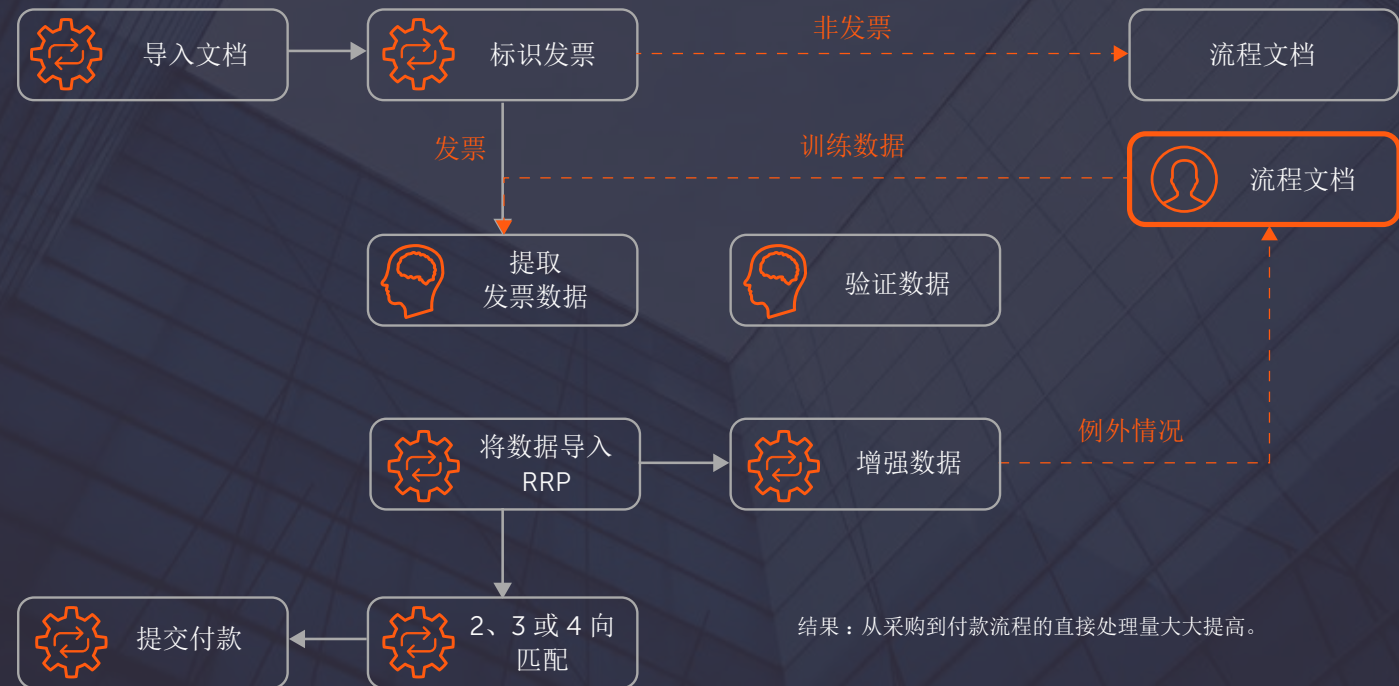 导入文档
标识发票
非发票
流程文档
发票
训练数据
流程文档
提取
发票数据
验证数据
将数据导入
RRP
增强数据
例外情况
提交付款
2、3 或 4 向
匹配
结果：从采购到付款流程的直接处理量大大提高。